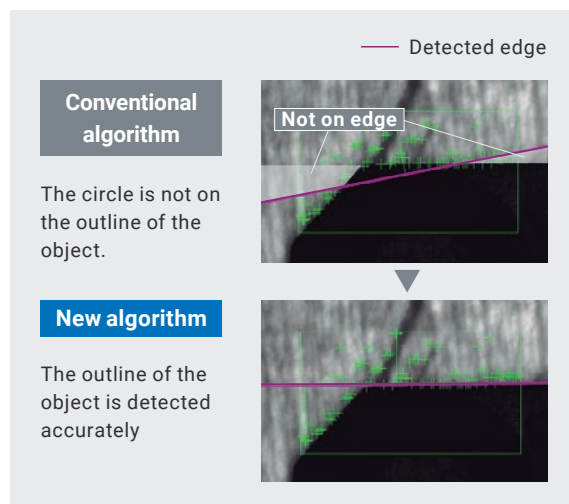 Detected edge
Conventional
algorithm
Not on edge
The circle is not on
the outline of the
object.
New algorithm
The outline of the
object is detected
accurately